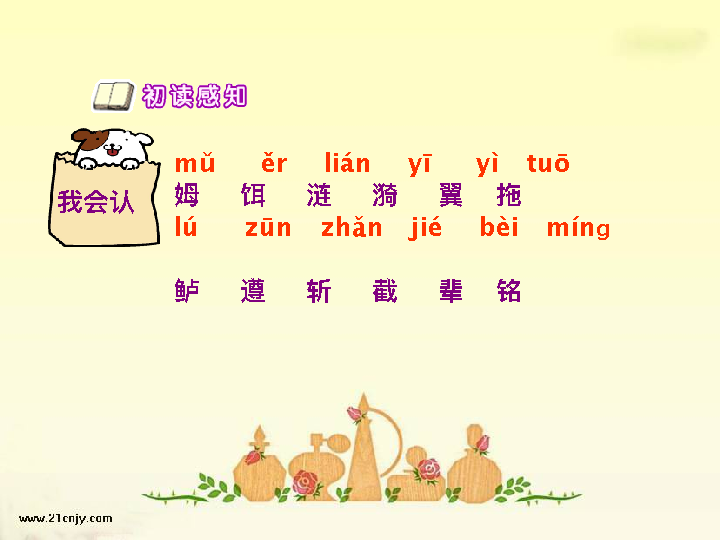 初读感知
我会认
mǔ ěr lián yī yì tuō
姆 饵 涟 漪 翼 拖
lú zūn zhǎn jié bèi míng
鲈 遵 斩 截 辈 铭
www.21cnjy.com